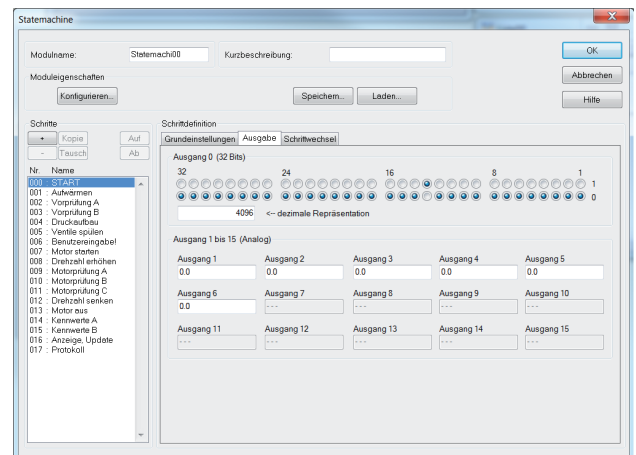 Statemachine
Modulname: Statemachi00 Kurzbeschreibung: OK
Moduleigenschaften Abbrechen
Konfigurieren... Speichern... Laden... Hilfe
Schritte Schrittdefinition
+ Kopie Auf Grundeinstellungen Ausgabe Schrittwechsel
- Tausch Ab Ausgang 0 (32 Bits)
Nr. Name 32 24 16 8 1
000 : START 1
001 : Aufwärmen 0
002 : Vorprüfung A
003 : Vorprüfung B 4096 <-- dezimale Repräsentation
004 : Druckaufbau
005 : Ventile spülen
006 : Benutzereingabe! Ausgang 1 bis 15 (Analog)
007 : Motor starten
008 : Drehzahl erhöhen Ausgang 1 Ausgang 2 Ausgang 3 Ausgang 4 Ausgang 5
009 : Motorprüfung A 0.0 0.0 0.0 0.0 0.0
010 : Motorprüfung B
011 : Motorprüfung C Ausgang 6 Ausgang 7 Ausgang 8 Ausgang 9 Ausgang 10
012 : Drehzahl senken 0.0 --- --- --- ---
013 : Motor aus
014 : Kennwerte A Ausgang 11 Ausgang 12 Ausgang 13 Ausgang 14 Ausgang 15
015 : Kennwerte B --- --- --- --- ---
016 : Anzeige, Update
017 : Protokoll